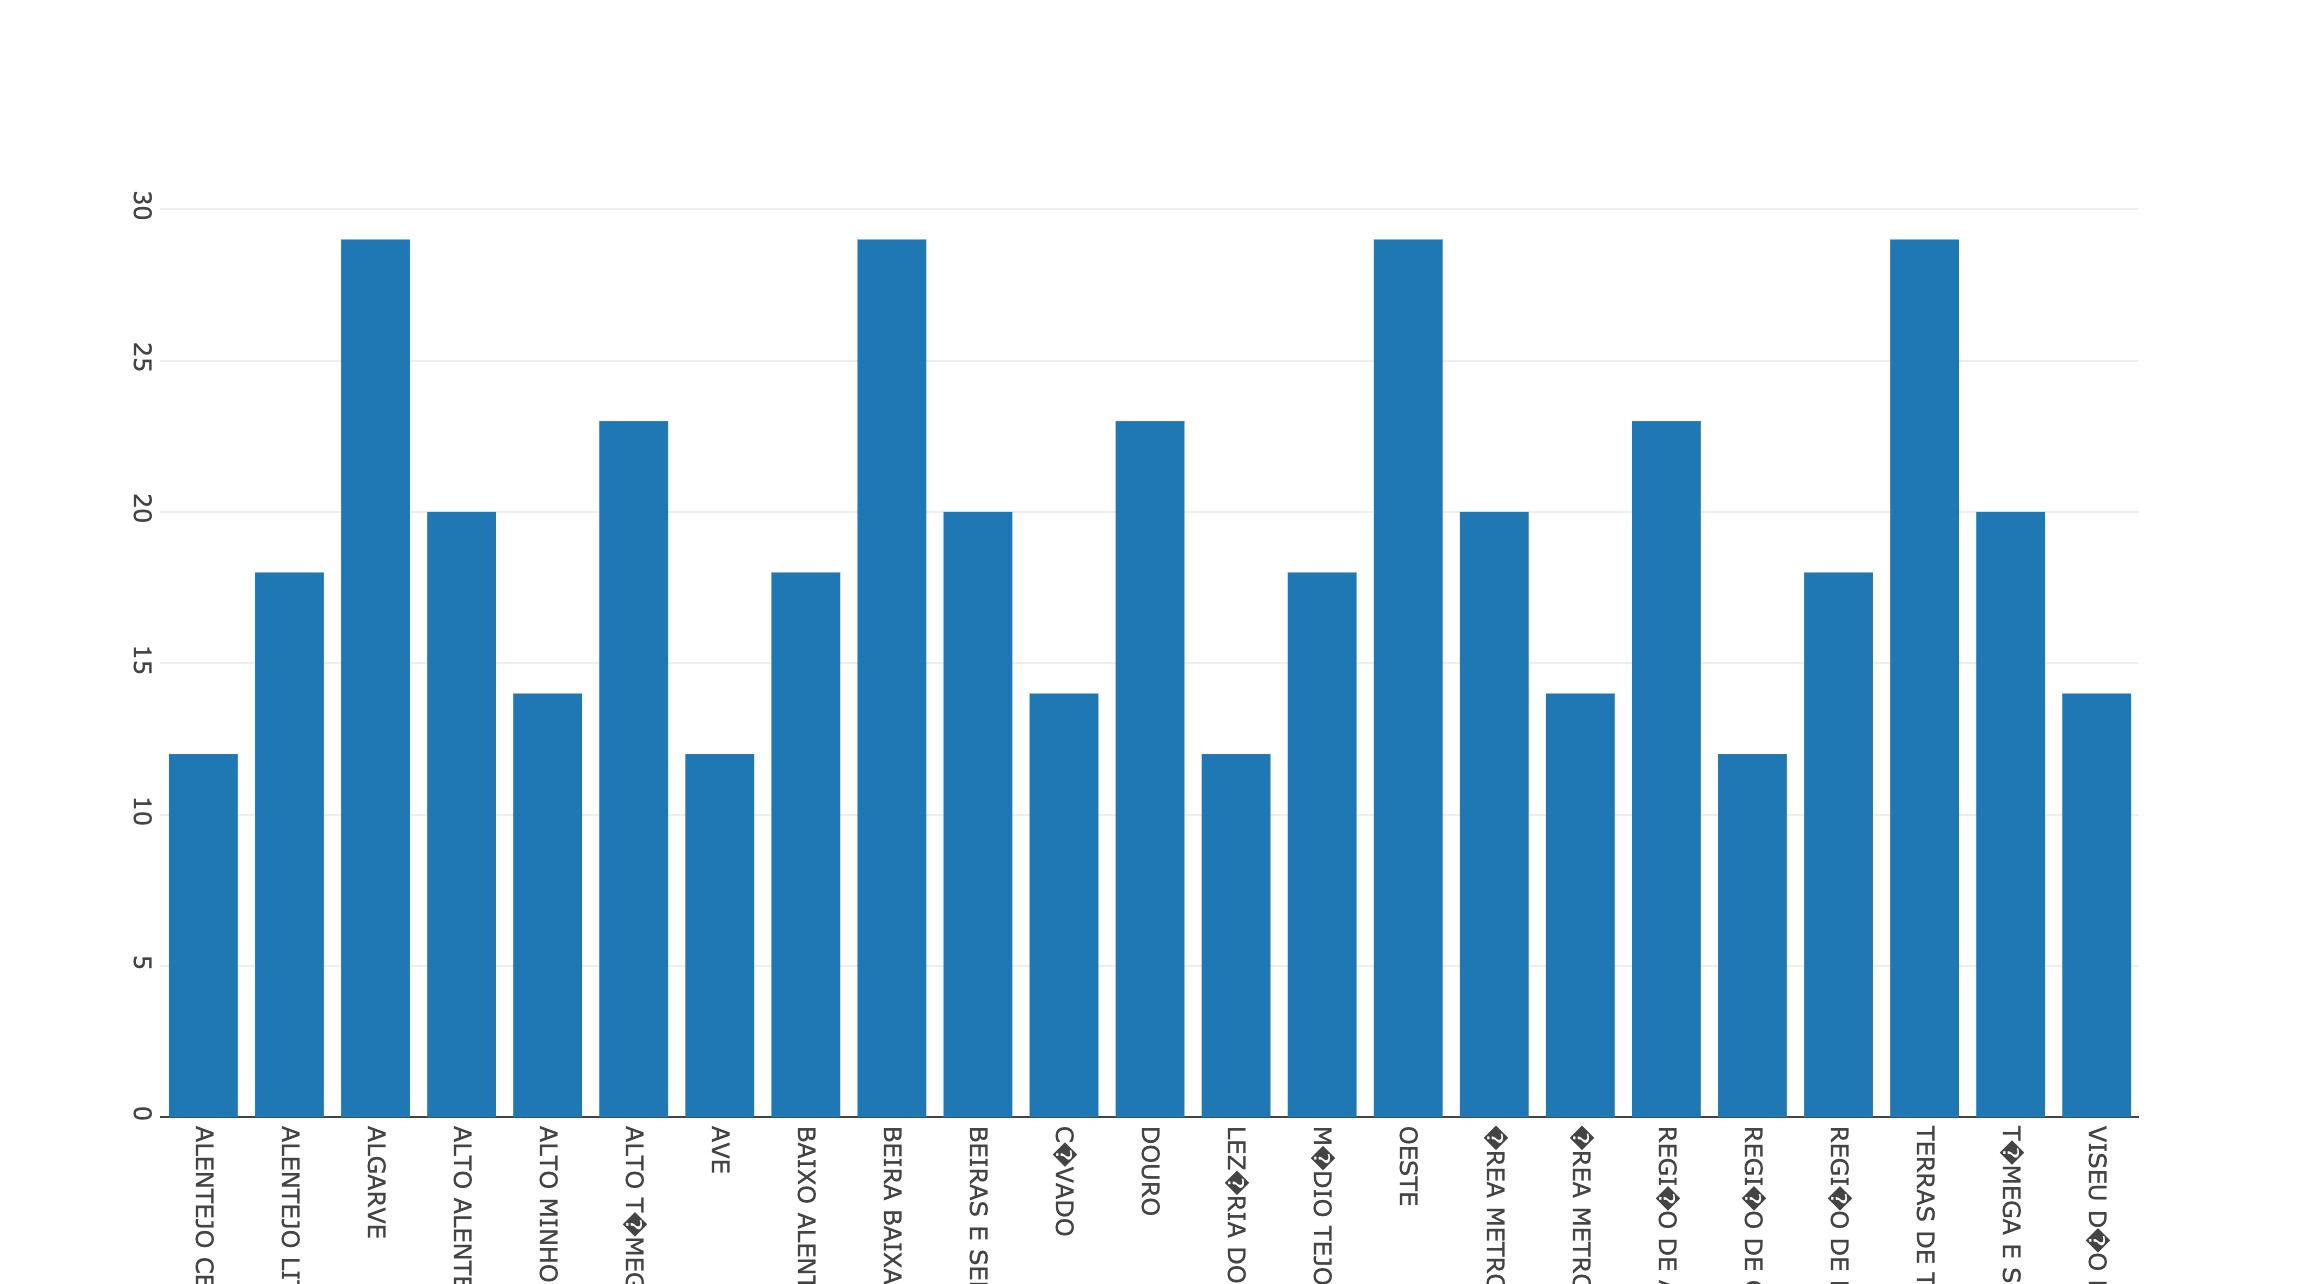 30
25
20
15
10
5
0
ALENTEJO CE
ALENTEJO LIT
ALGARVE
ALTO ALENTE
ALTO MINHO
ALTO T�MEG
AVE
BAIXO ALENT
BEIRA BAIXA
BEIRAS E SE
C�VADO
DOURO
LEZ�RIA DO
M�DIO TEJO
OESTE
�REA METRO
�REA METRO
REGI�O DE
REGI�O DE
REGI�O DE
TERRAS DE T
T�MEGA E S
VISEU D�O